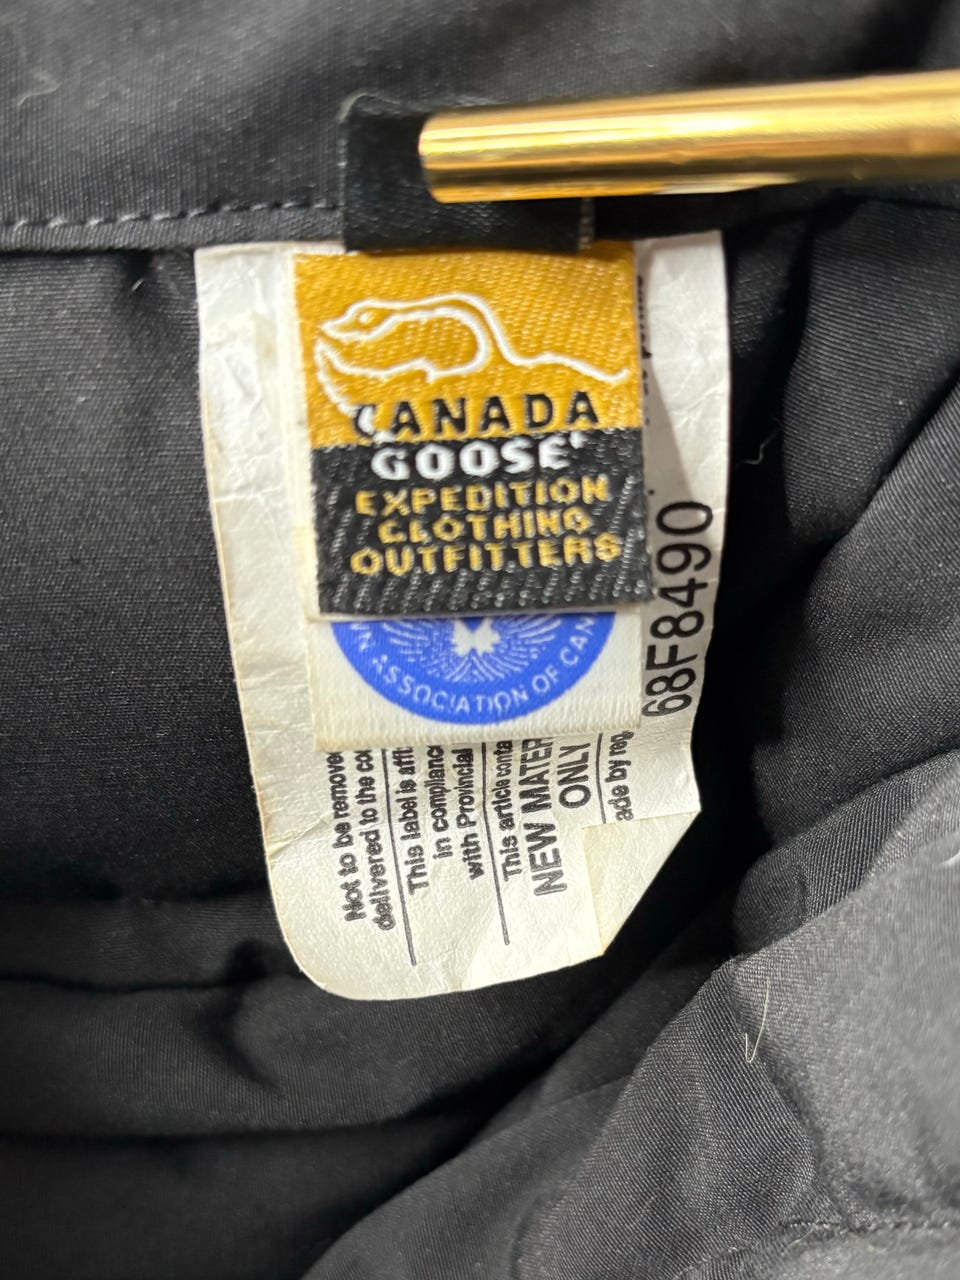 CANADA
GOOSE
EXPEDITION
CLOTHING
OUTFITTERS
ASSOCIATION OF CAN
68F8490
Not to be remove
delivered to the co
This label is aff
in complianc
with Provincial
This article conta
NEW MATER
ONLY
ade by reg